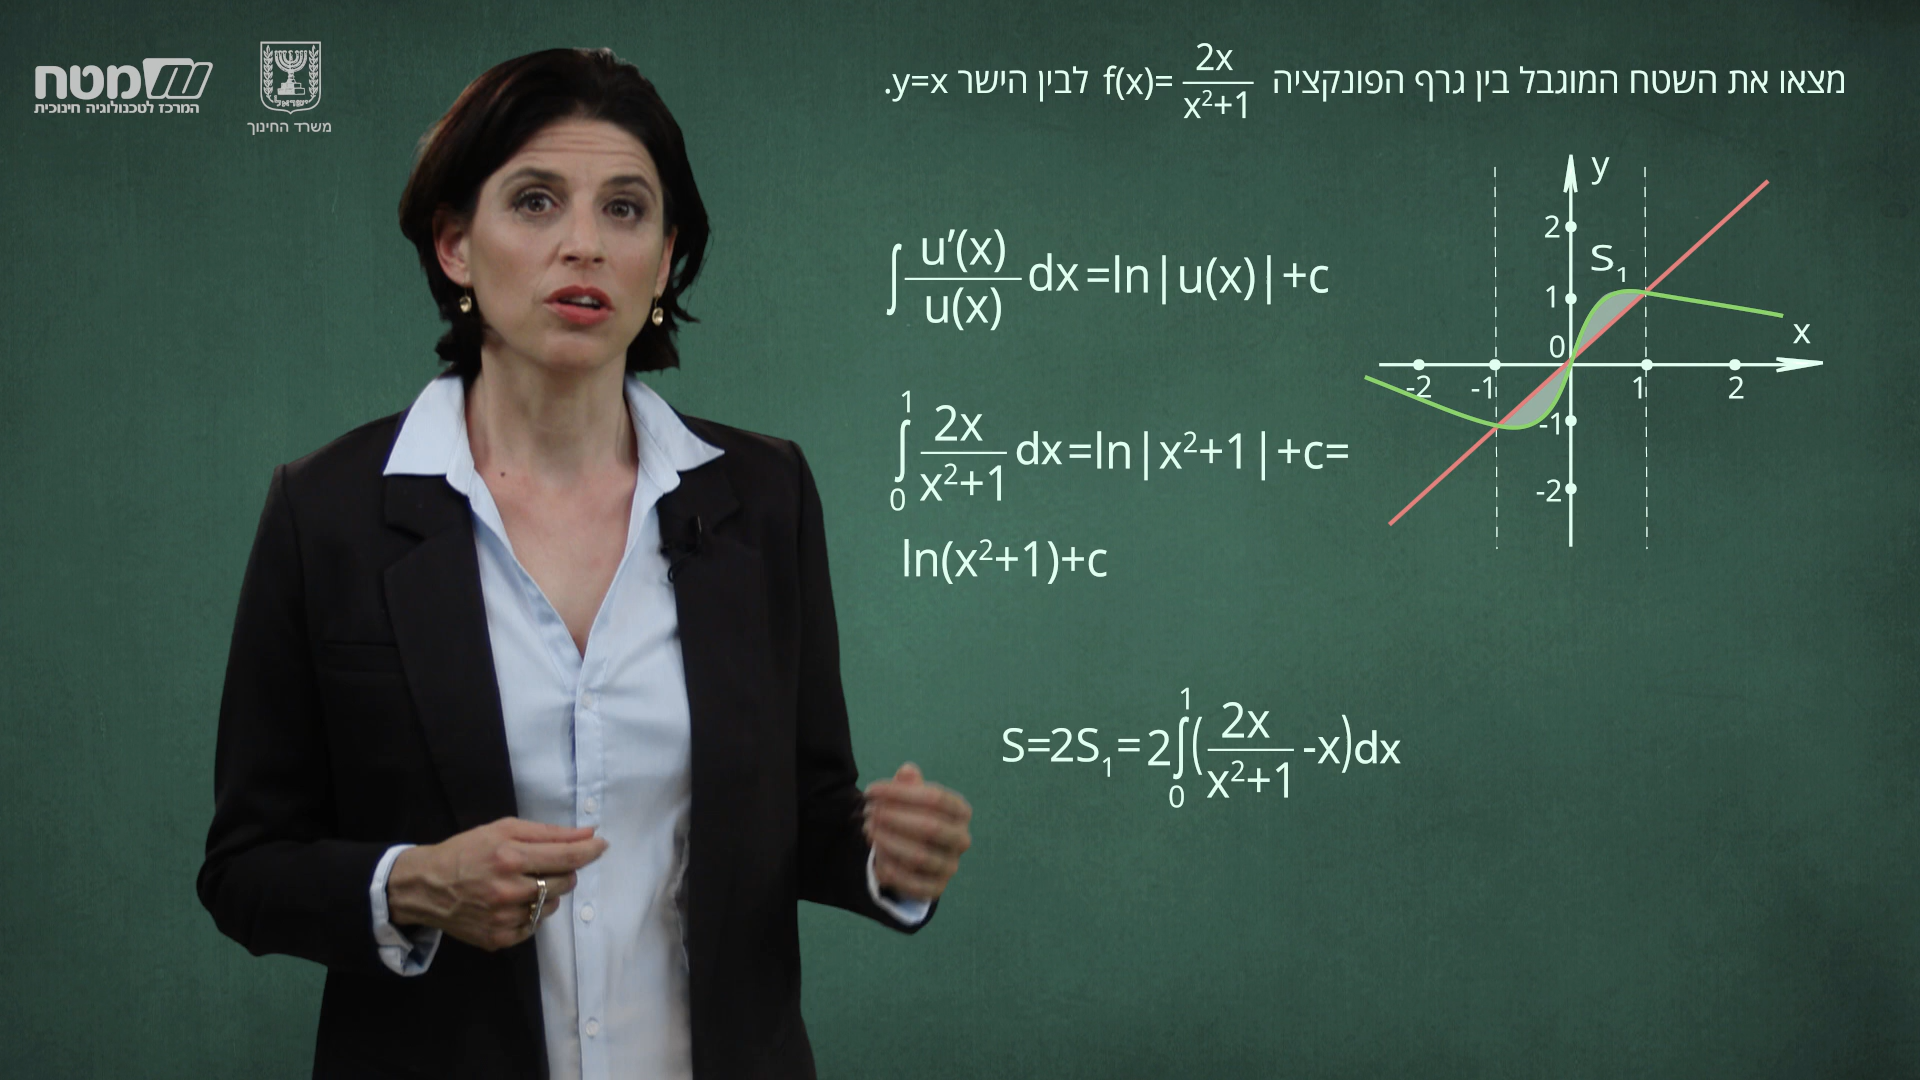 מטח
המרכז לטכנולוגיה חינוכית
ישראל
משרד החינוך
מצאו את השטח המוגבל בין גרף הפונקציה f(x)= 2x/(x²+1) לבין הישר y=x.
∫ u’(x)/u(x) dx =ln|u(x)|+c
∫₀¹ 2x/(x²+1) dx=ln|x²+1|+c=
ln(x²+1)+c
S=2S₁=2∫₀¹(2x/(x²+1) -x)dx
y
2
S₁
1
x
0
-2 -1 1 2
-1
-2